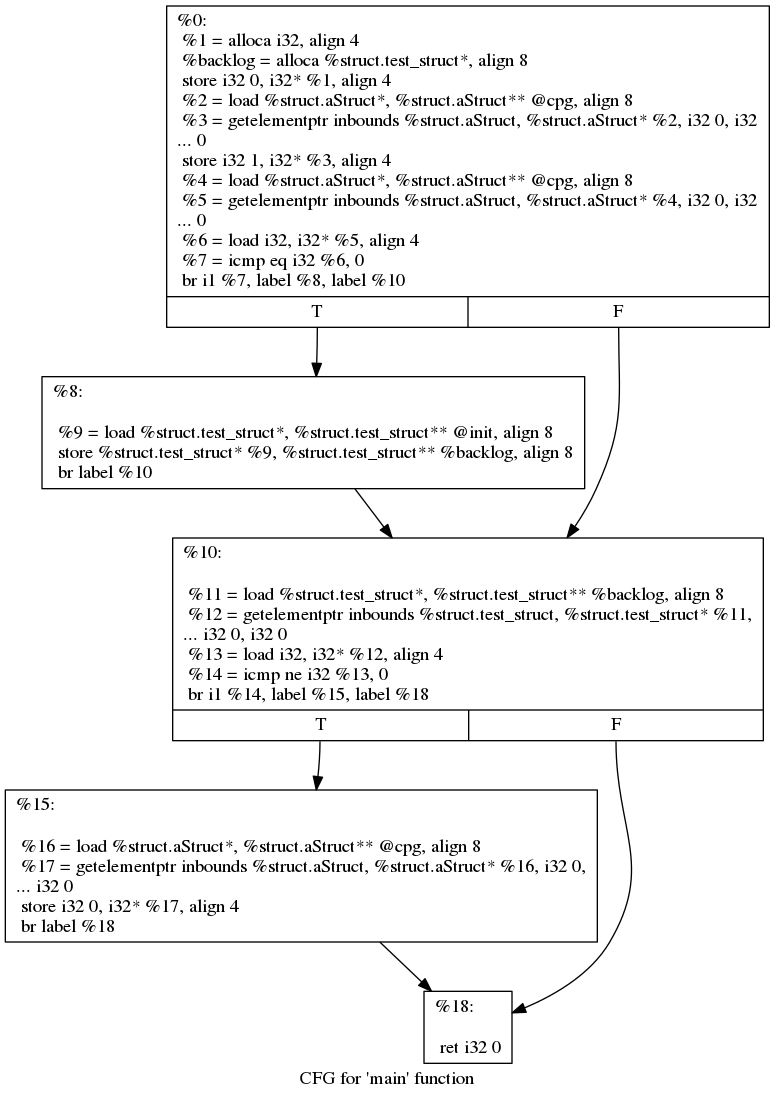 %0:
%1 = alloca i32, align 4
%backlog = alloca %struct.test_struct*, align 8
store i32 0, i32* %1, align 4
%2 = load %struct.aStruct*, %struct.aStruct** @cpg, align 8
%3 = getelementptr inbounds %struct.aStruct, %struct.aStruct* %2, i32 0, i32
... 0
store i32 1, i32* %3, align 4
%4 = load %struct.aStruct*, %struct.aStruct** @cpg, align 8
%5 = getelementptr inbounds %struct.aStruct, %struct.aStruct* %4, i32 0, i32
... 0
%6 = load i32, i32* %5, align 4
%7 = icmp eq i32 %6, 0
br i1 %7, label %8, label %10
T F
%8:
%9 = load %struct.test_struct*, %struct.test_struct** @init, align 8
store %struct.test_struct* %9, %struct.test_struct** %backlog, align 8
br label %10
%10:
%11 = load %struct.test_struct*, %struct.test_struct** %backlog, align 8
%12 = getelementptr inbounds %struct.test_struct, %struct.test_struct* %11,
... i32 0, i32 0
%13 = load i32, i32* %12, align 4
%14 = icmp ne i32 %13, 0
br i1 %14, label %15, label %18
T F
%15:
%16 = load %struct.aStruct*, %struct.aStruct** @cpg, align 8
%17 = getelementptr inbounds %struct.aStruct, %struct.aStruct* %16, i32 0,
... i32 0
store i32 0, i32* %17, align 4
br label %18
%18:
ret i32 0
CFG for 'main' function